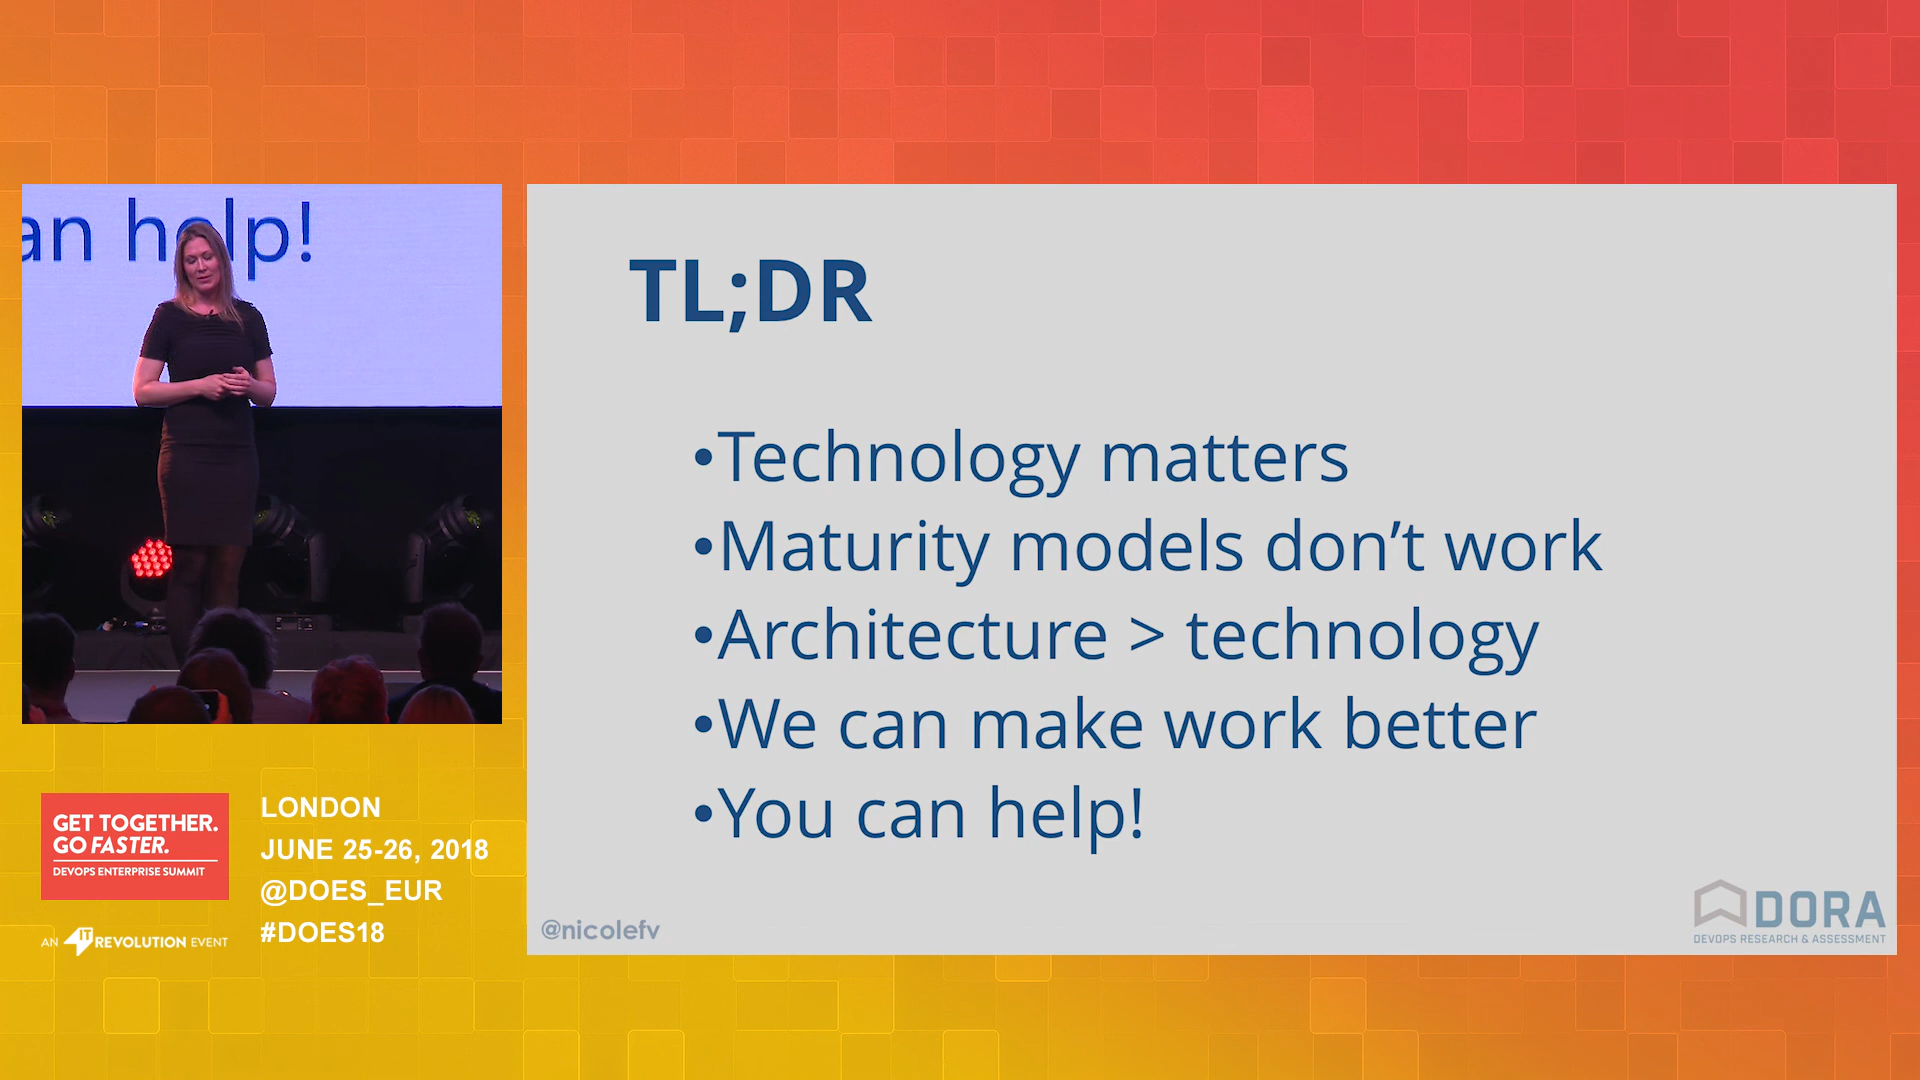 an help!
TL;DR
•Technology matters
•Maturity models don’t work
•Architecture > technology
•We can make work better
•You can help!
@nicolefv
DORA
DEVOPS RESEARCH & ASSESSMENT
GET TOGETHER.
GO FASTER.
DEVOPS ENTERPRISE SUMMIT
AN IT REVOLUTION EVENT
LONDON
JUNE 25-26, 2018
@DOES_EUR
#DOES18